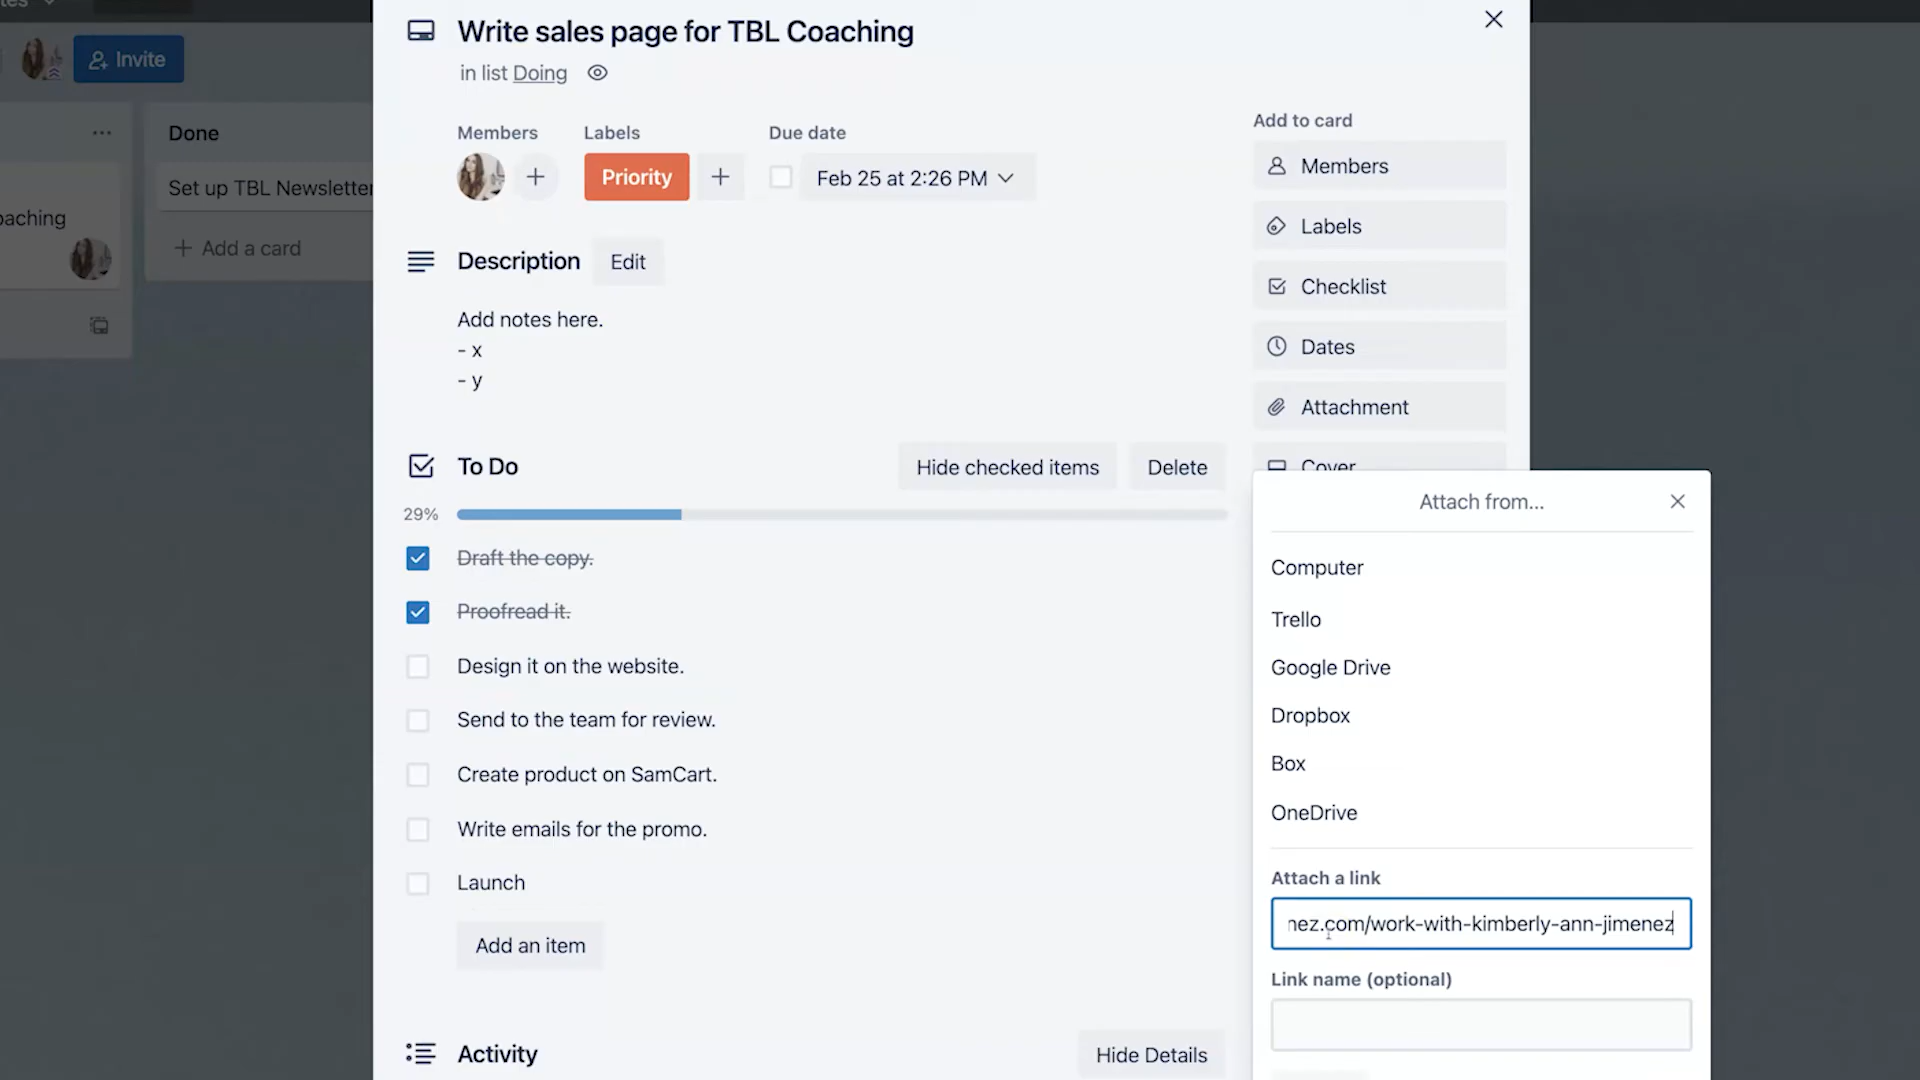 Invite
Done
Set up TBL Newsletter
Add a card
Write sales page for TBL Coaching
in list Doing
Members
Labels
Due date
Priority
Feb 25 at 2:26 PM
Description
Edit
Add notes here.
- x
- y
To Do
Hide checked items
Delete
29%
Draft the copy.
Proofread it.
Design it on the website.
Send to the team for review.
Create product on SamCart.
Write emails for the promo.
Launch
Add an item
Activity
Hide Details
Add to card
Members
Labels
Checklist
Dates
Attachment
Cover
Attach from...
Computer
Trello
Google Drive
Dropbox
Box
OneDrive
Attach a link
nez.com/work-with-kimberly-ann-jimenez
Link name (optional)